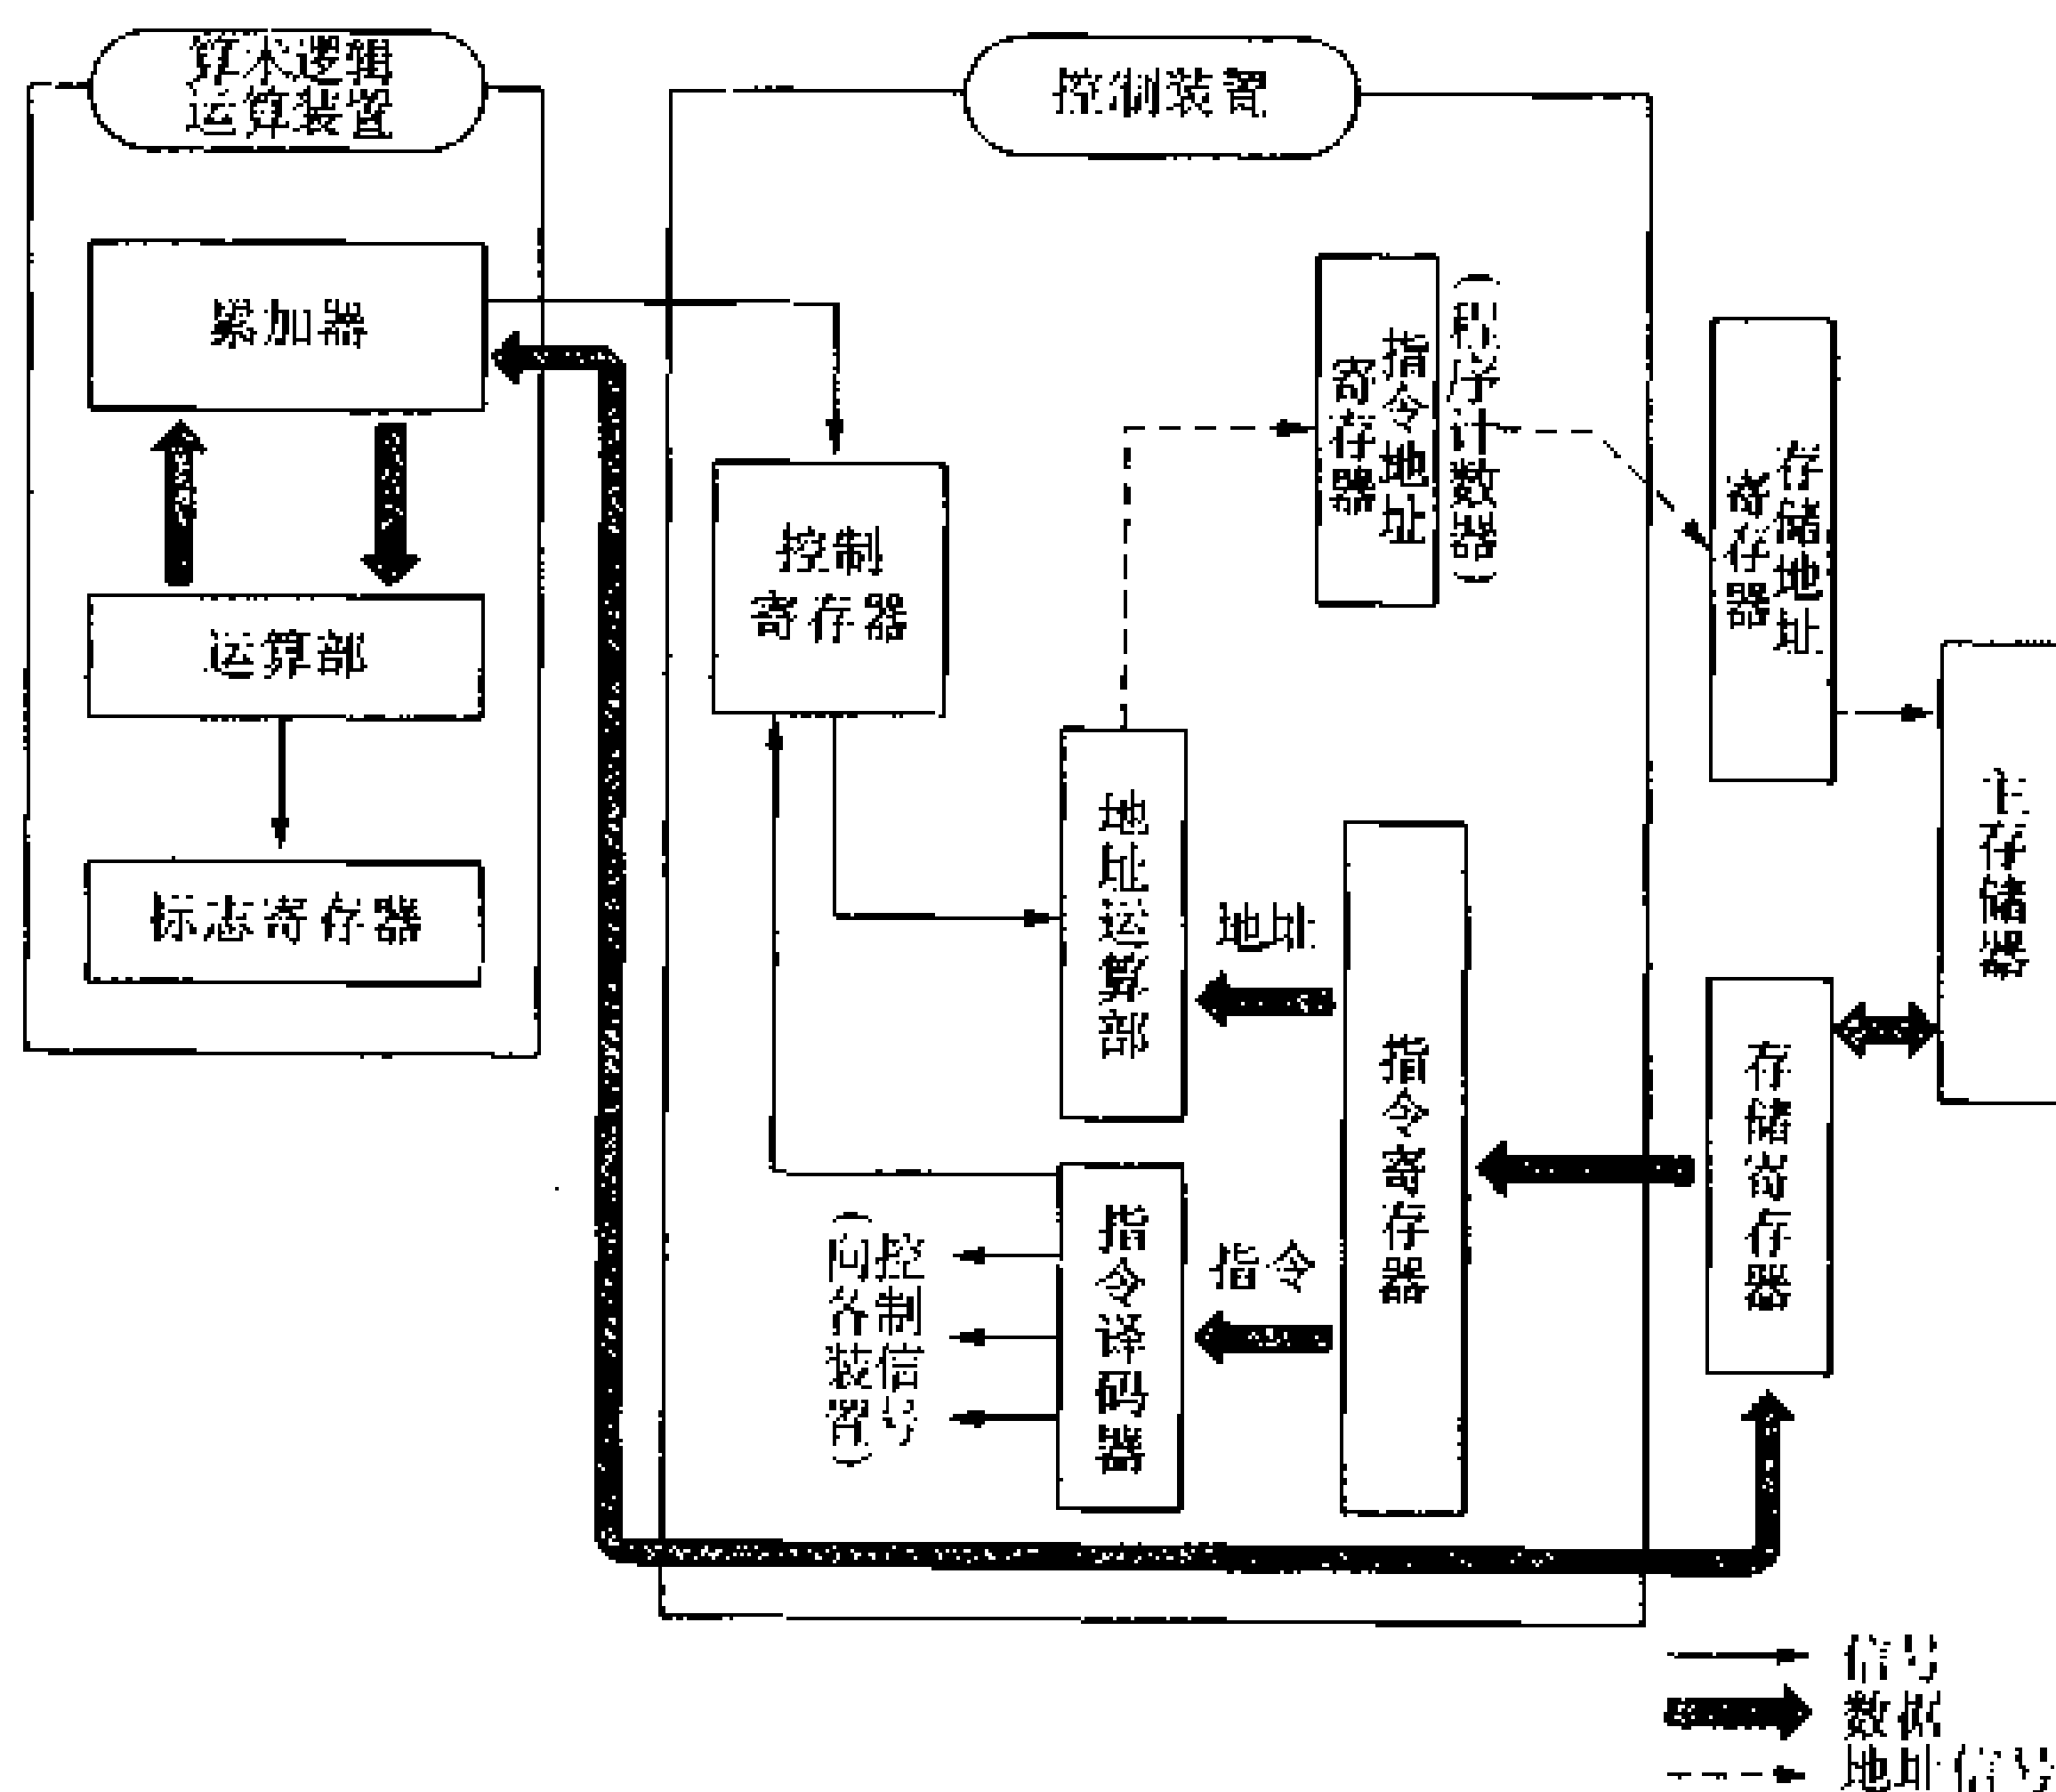 算术逻辑
运算装置
控制装置
累加器
运算部
标志寄存器
控制
寄存器
指令地址
寄存器
(程序计数器)
存储地址
寄存器
主存储器
地址运算部
地址
指令寄存器
存储寄存器
指令译码器
指令
控制信号
(向各装置)
信号
数据
地址信号